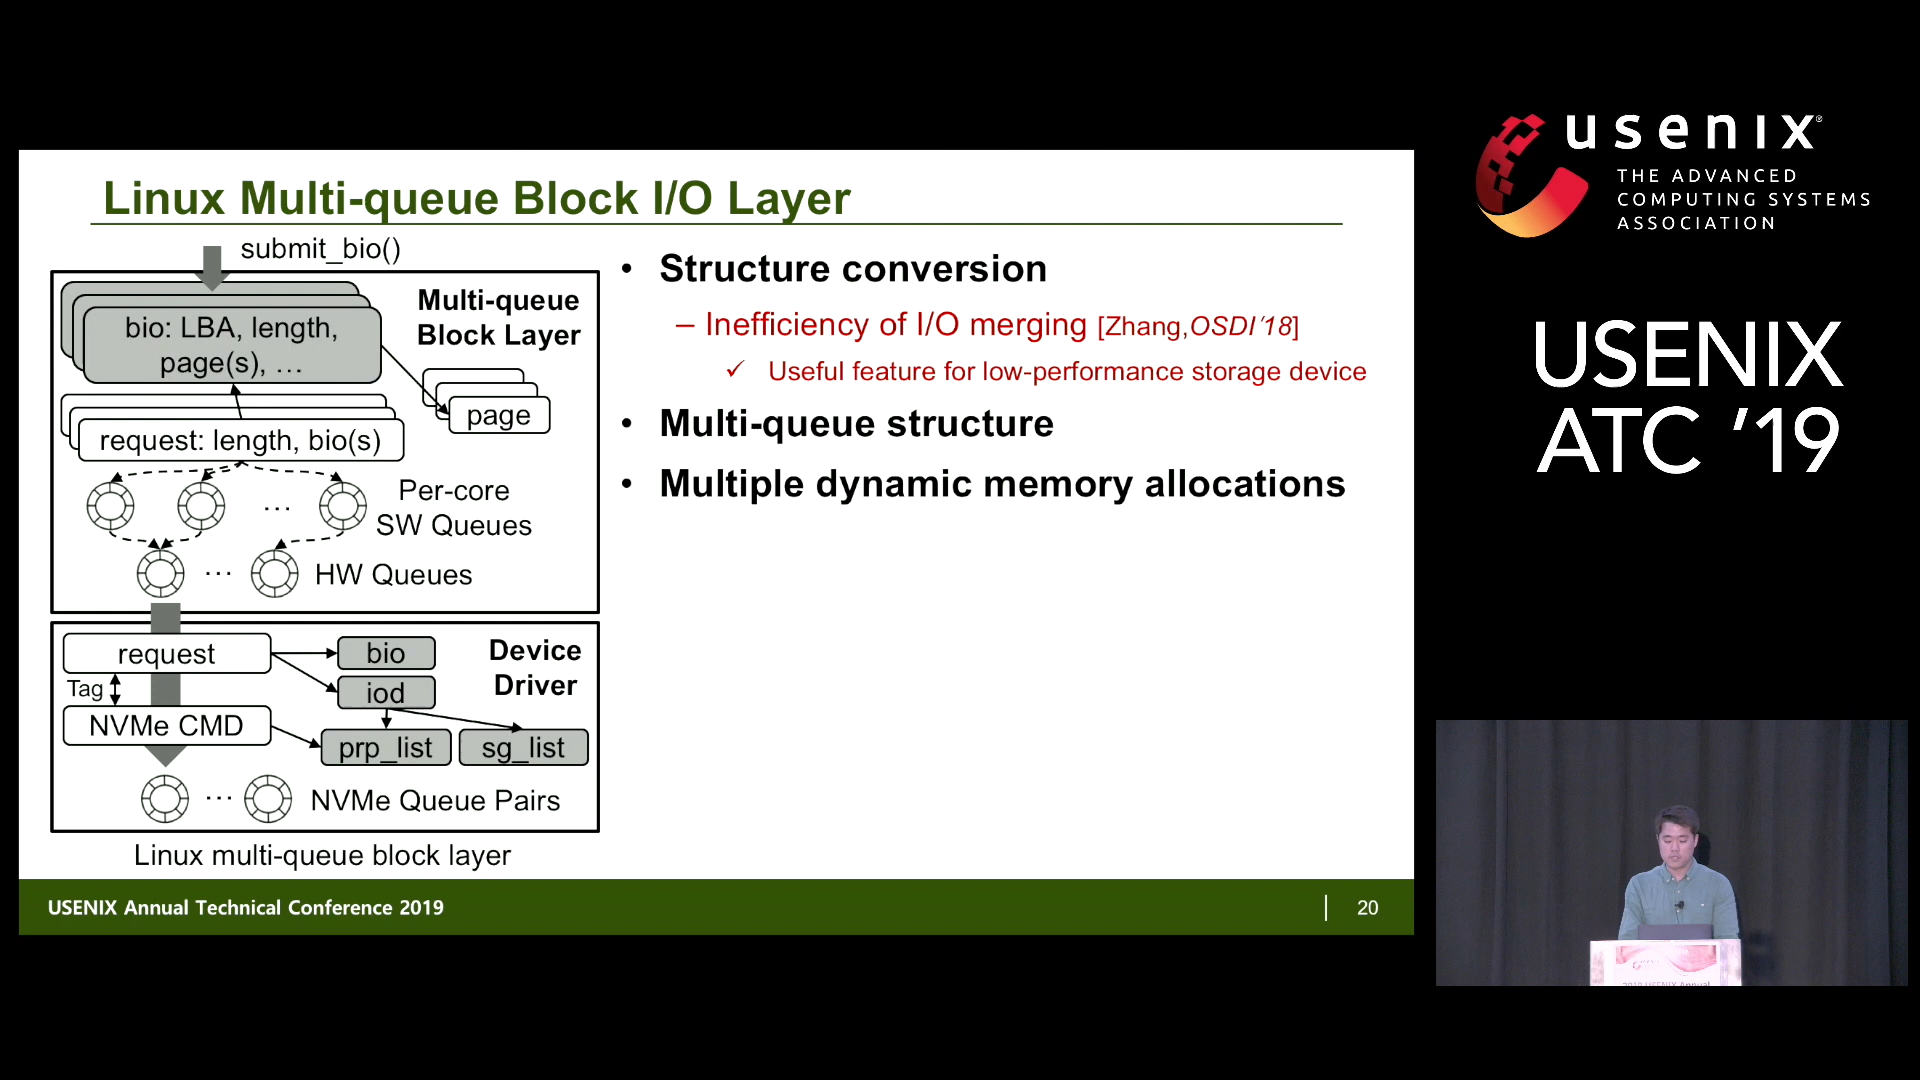 Linux Multi-queue Block I/O Layer
submit_bio()
Multi-queue
Block Layer
bio: LBA, length,
page(s), …
page
request: length, bio(s)
Per-core
SW Queues
…
HW Queues
…
request
bio
Device
Driver
Tag
iod
NVMe CMD
prp_list
sg_list
…
NVMe Queue Pairs
Linux multi-queue block layer
• Structure conversion
– Inefficiency of I/O merging [Zhang,OSDI´18]
✓ Useful feature for low-performance storage device
• Multi-queue structure
• Multiple dynamic memory allocations
USENIX Annual Technical Conference 2019
20
usenix®
THE ADVANCED
COMPUTING SYSTEMS
ASSOCIATION
USENIX
ATC ’19